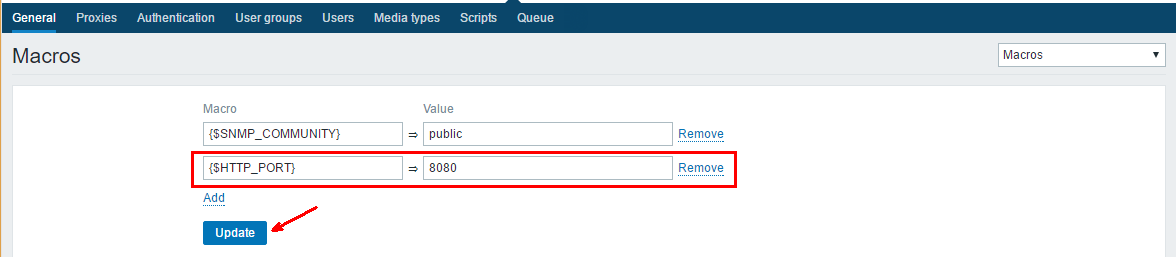 General Proxies Authentication User groups Users Media types Scripts Queue
Macros Macros
Macro Value
{$SNMP_COMMUNITY} ⇒ public Remove
{$HTTP_PORT} ⇒ 8080 Remove
Add
Update